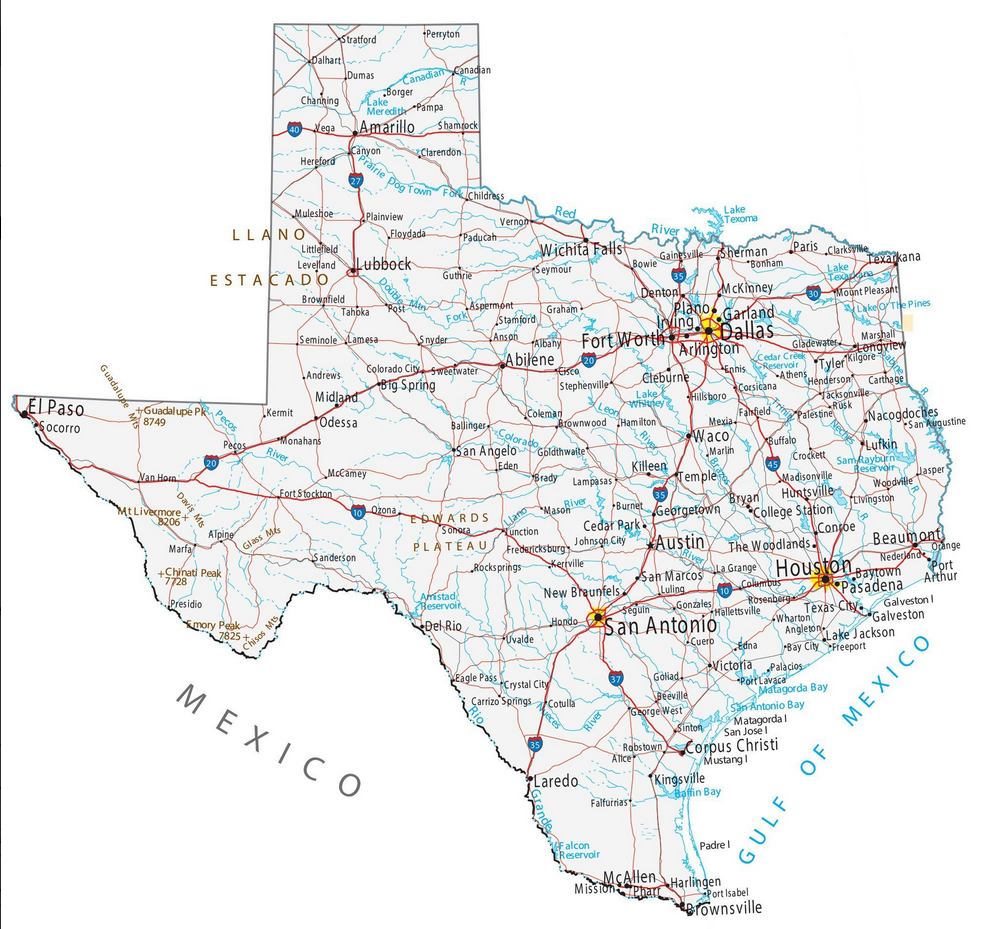 Perryton
Stratford
Dalhart
Canadian
Canadian
R
Dumas
Borger
Channing
Lake
Meredith
Pampa
40
Vega
Amarillo
Shamrock
Canyon
Clarendon
Hereford
27
Prairie Dog Town Fork
Childress
Muleshoe
Plainview
Vernon
Red
River
Lake
Texoma
LLANO
Floydada
Paducah
Littlefield
Wichita Falls
Gainesville
Sherman
Paris
Clarksville
Bonham
Texarkana
Levelland
Lubbock
Guthrie
Seymour
Bowie
35
Lake
Texarkana
ESTACADO
Denton
McKinney
30
Mount Pleasant
Brownfield
Double Mtn
Fork
Post
Tahoka
Aspermont
Graham
Plano
Garland
Lake O' The Pines
Stamford
Irving
Dallas
Seminole
Lamesa
Snyder
Anson
Albany
Fort Worth
Arlington
Gladewater
Marshall
Longview
Abilene
20
Cedar Creek
Reservoir
Kilgore
Tyler
Sabine
R
Colorado City
Sweetwater
Cisco
Cleburne
Ennis
Athens
Henderson
Carthage
Andrews
Big Spring
Stephenville
Corsicana
Guadalupe Mts
Midland
Lake
Whitney
Hillsboro
Jacksonville
Rusk
El Paso
Guadalupe Pk
8749
Pecos
Kermit
Odessa
Coleman
Leon
Fairfield
Trinity
Palestine
Nacogdoches
Socorro
Ballinger
Brownwood
Hamilton
Mexia
Neches
San Augustine
Pecos
Monahans
Colorado
River
Waco
Buffalo
Lufkin
San Angelo
Goldthwaite
Marlin
Crockett
River
20
Eden
Killeen
Brazos
45
Sam Rayburn
Reservoir
McCamey
Brady
Lampasas
Temple
Madisonville
Woodville
Jasper
Van Horn
Fort Stockton
35
Bryan
Huntsville
Livingston
R
Davis Mts
10
Ozona
Llano
River
Mason
Burnet
Georgetown
College Station
Mt Livermore
8206
EDWARDS
Sonora
Junction
Cedar Park
Conroe
Alpine
Glass Mts
PLATEAU
Johnson City
Austin
The Woodlands
Beaumont
Orange
Marfa
Fredericksburg
River
Nederland
Port
Arthur
Sanderson
Kerrville
La Grange
Houston
Baytown
Chinati Peak
7728
Rocksprings
San Marcos
10
Columbus
Pasadena
New Braunfels
Luling
Rosenberg
R
Presidio
Amistad
Reservoir
Seguin
Gonzales
Hallettsville
Texas City
Galveston I
Galveston
Emory Peak
7825
Chisos Mts
Del Rio
Hondo
San Antonio
Wharton
Angleton
Lake Jackson
Freeport
Uvalde
Cuero
Edna
Bay City
Victoria
Palacios
Eagle Pass
Crystal City
37
Goliad
Port Lavaca
Matagorda Bay
Carrizo Springs
Cotulla
Beeville
San Antonio Bay
MEXICO
Rio
Nueces
River
George West
Matagorda I
San Jose I
Sinton
35
Robstown
Corpus Christi
Alice
Mustang I
GULF OF MEXICO
Laredo
Kingsville
Baffin Bay
Grande
Falfurrias
Falcon
Reservoir
Padre I
McAllen
Mission
Pharr
Harlingen
Port Isabel
Brownsville